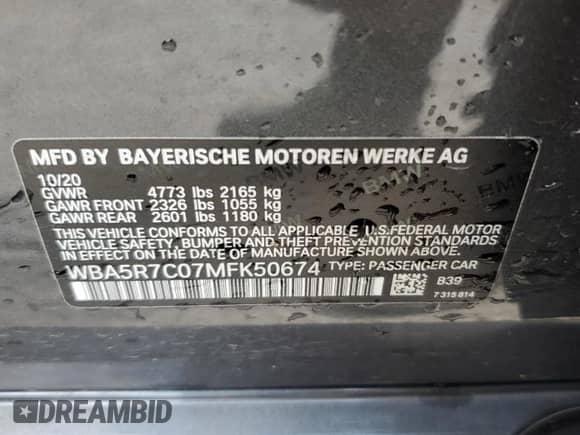 MFD BY BAYERISCHE MOTOREN WERKE AG
10/20
GVWR 4773 lbs 2165 kg
GAWR FRONT 2326 lbs 1055 kg
GAWR REAR 2601 lbs 1180 kg
THIS VEHICLE CONFORMS TO ALL APPLICABLE U.S.FEDERAL MOTOR
VEHICLE SAFETY, BUMPER AND THEFT PREVENTION STANDARDS
IN EFFECT ON THE DATE OF MANUFACTURE SHOWN ABOVE.
WBA5R7C07MFK50674 TYPE: PASSENGER CAR
B39
7315814
BMW
BMW
DREAMBID